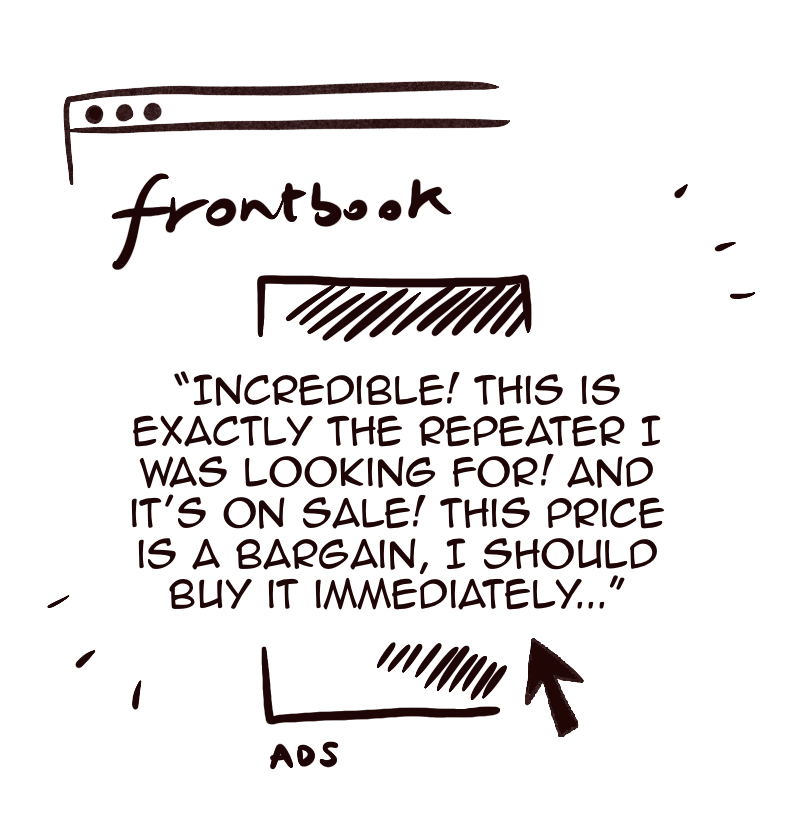 frontbook
“INCREDIBLE! THIS IS
EXACTLY THE REPEATER I
WAS LOOKING FOR! AND
IT'S ON SALE! THIS PRICE
IS A BARGAIN, I SHOULD
BUY IT IMMEDIATELY...”
ADS